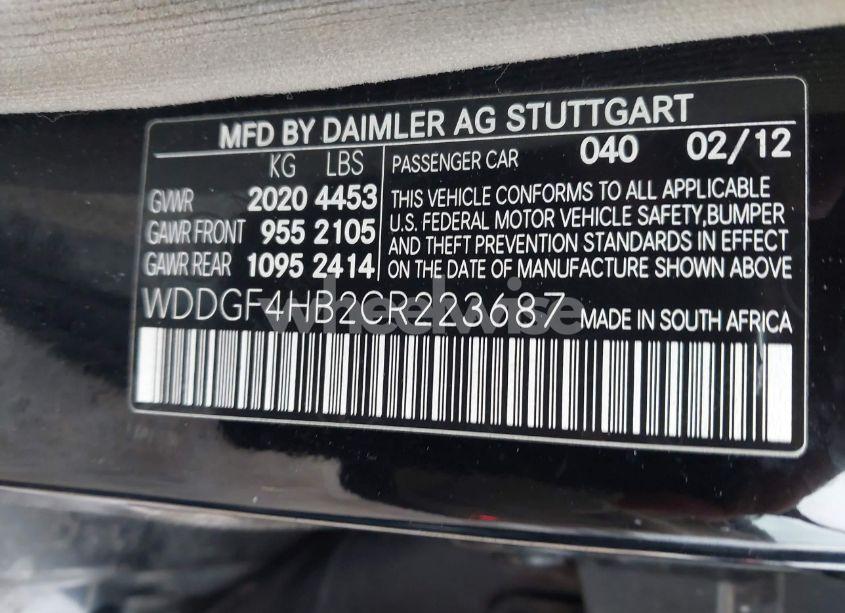 MFD BY DAIMLER AG STUTTGART
KG LBS
GVWR 2020 4453
GAWR FRONT 955 2105
GAWR REAR 1095 2414
PASSENGER CAR 040 02/12
THIS VEHICLE CONFORMS TO ALL APPLICABLE
U.S. FEDERAL MOTOR VEHICLE SAFETY,BUMPER
AND THEFT PREVENTION STANDARDS IN EFFECT
ON THE DATE OF MANUFACTURE SHOWN ABOVE
WDDGF4HB2CR223687 MADE IN SOUTH AFRICA
wheelwise